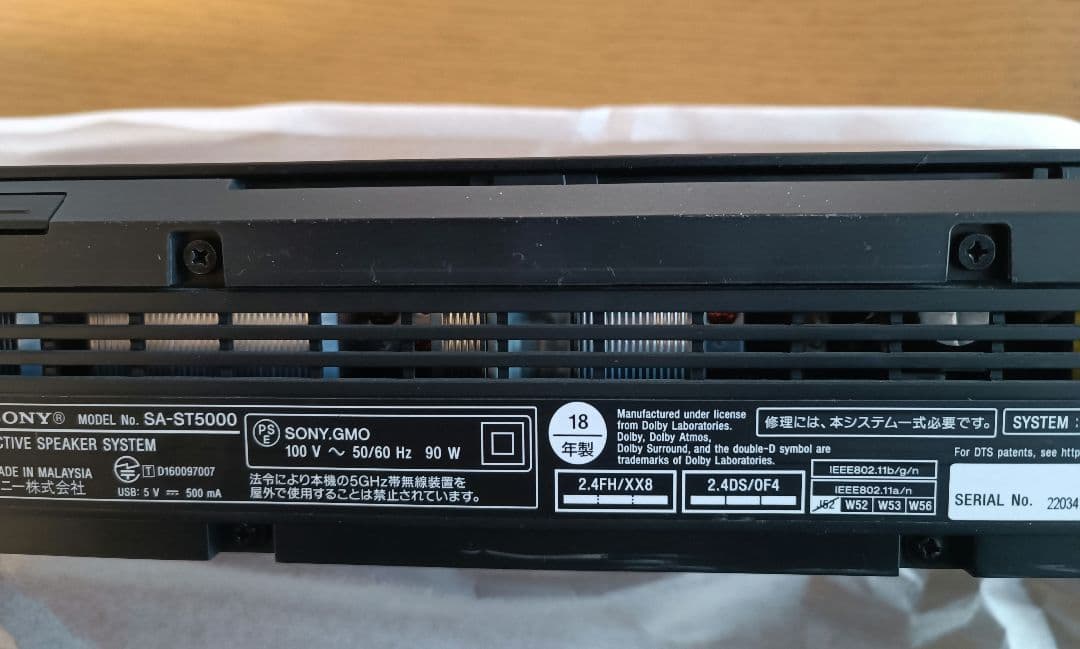 SONY® MODEL No. SA-ST5000
ACTIVE SPEAKER SYSTEM
MADE IN MALAYSIA
ニー株式会社
T D160097007
USB: 5 V ⎓ 500 mA
PS
E
SONY.GMO
100 V ～ 50/60 Hz 90 W
法令により本機の5GHz帯無線装置を
屋外で使用することは禁止されています。
18
年製
Manufactured under license
from Dolby Laboratories.
Dolby, Dolby Atmos,
Dolby Surround, and the double-D symbol are
trademarks of Dolby Laboratories.
2.4FH/XX8
2.4DS/OF4
修理には、本システム一式必要です。
IEEE802.11b/g/n
IEEE802.11a/n
J52 W52 W53 W56
SYSTEM :
For DTS patents, see http
SERIAL No. 22034